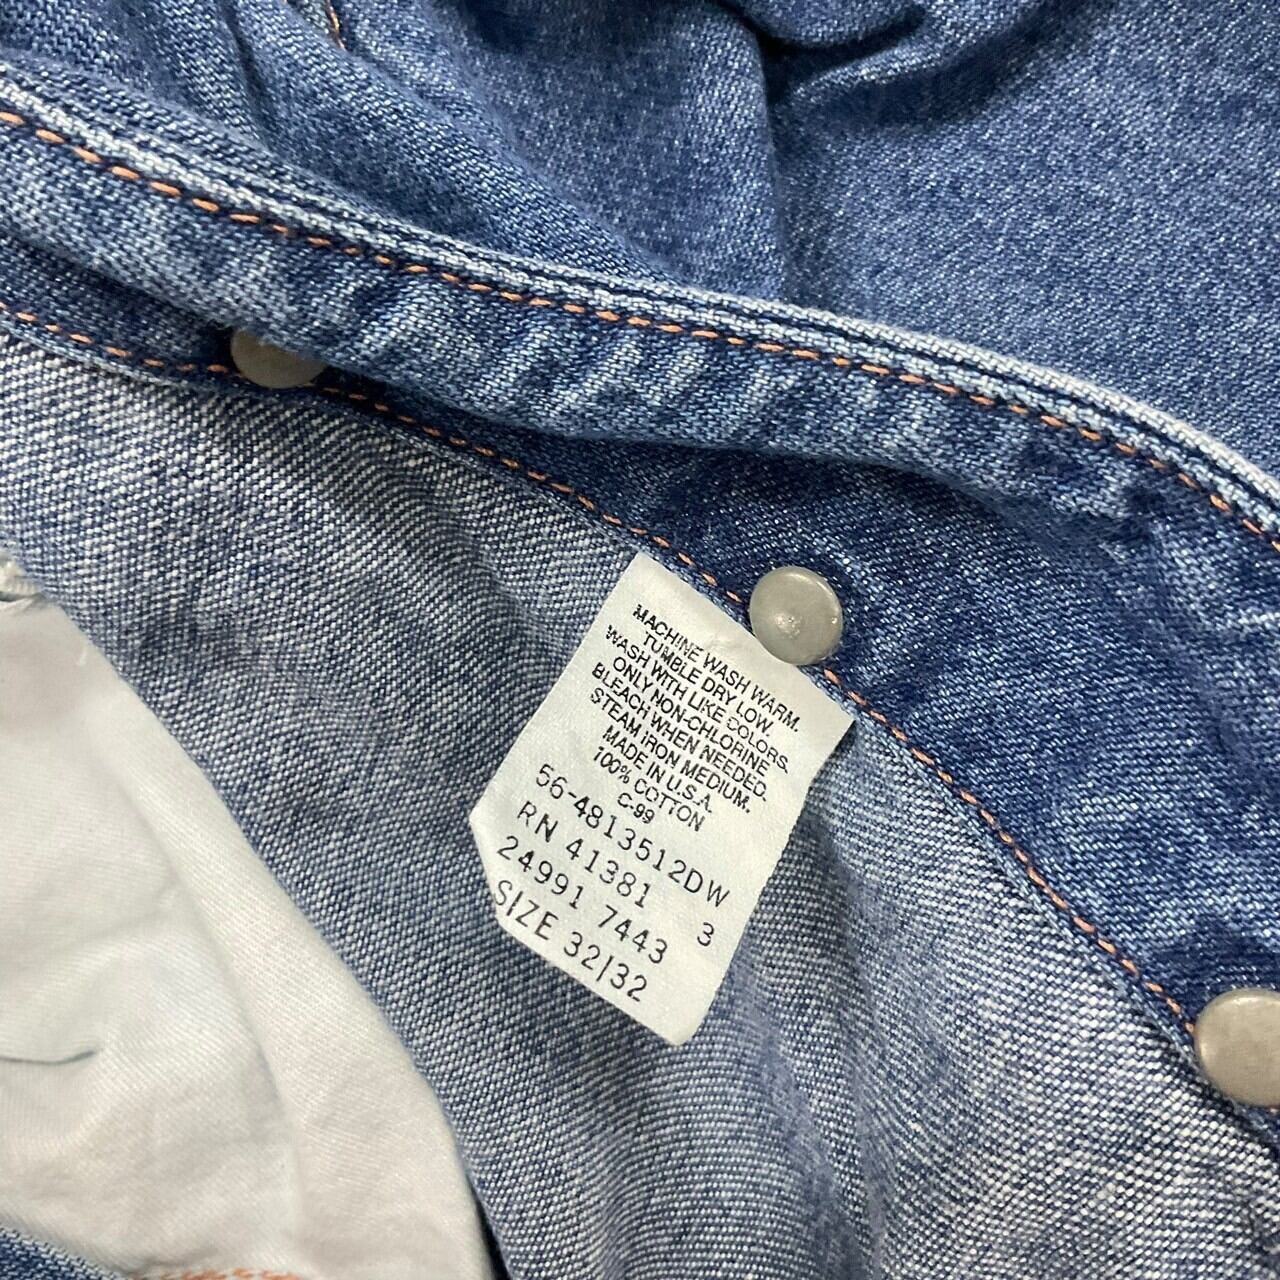 MACHINE WASH WARM.
TUMBLE DRY LOW.
WASH WITH LIKE COLORS.
ONLY NON-CHLORINE
BLEACH WHEN NEEDED.
STEAM IRON MEDIUM.
MADE IN U.S.A.
100% COTTON
C-99
56-4813512DW
RN 41381 3
24991 7443
SIZE 32/32